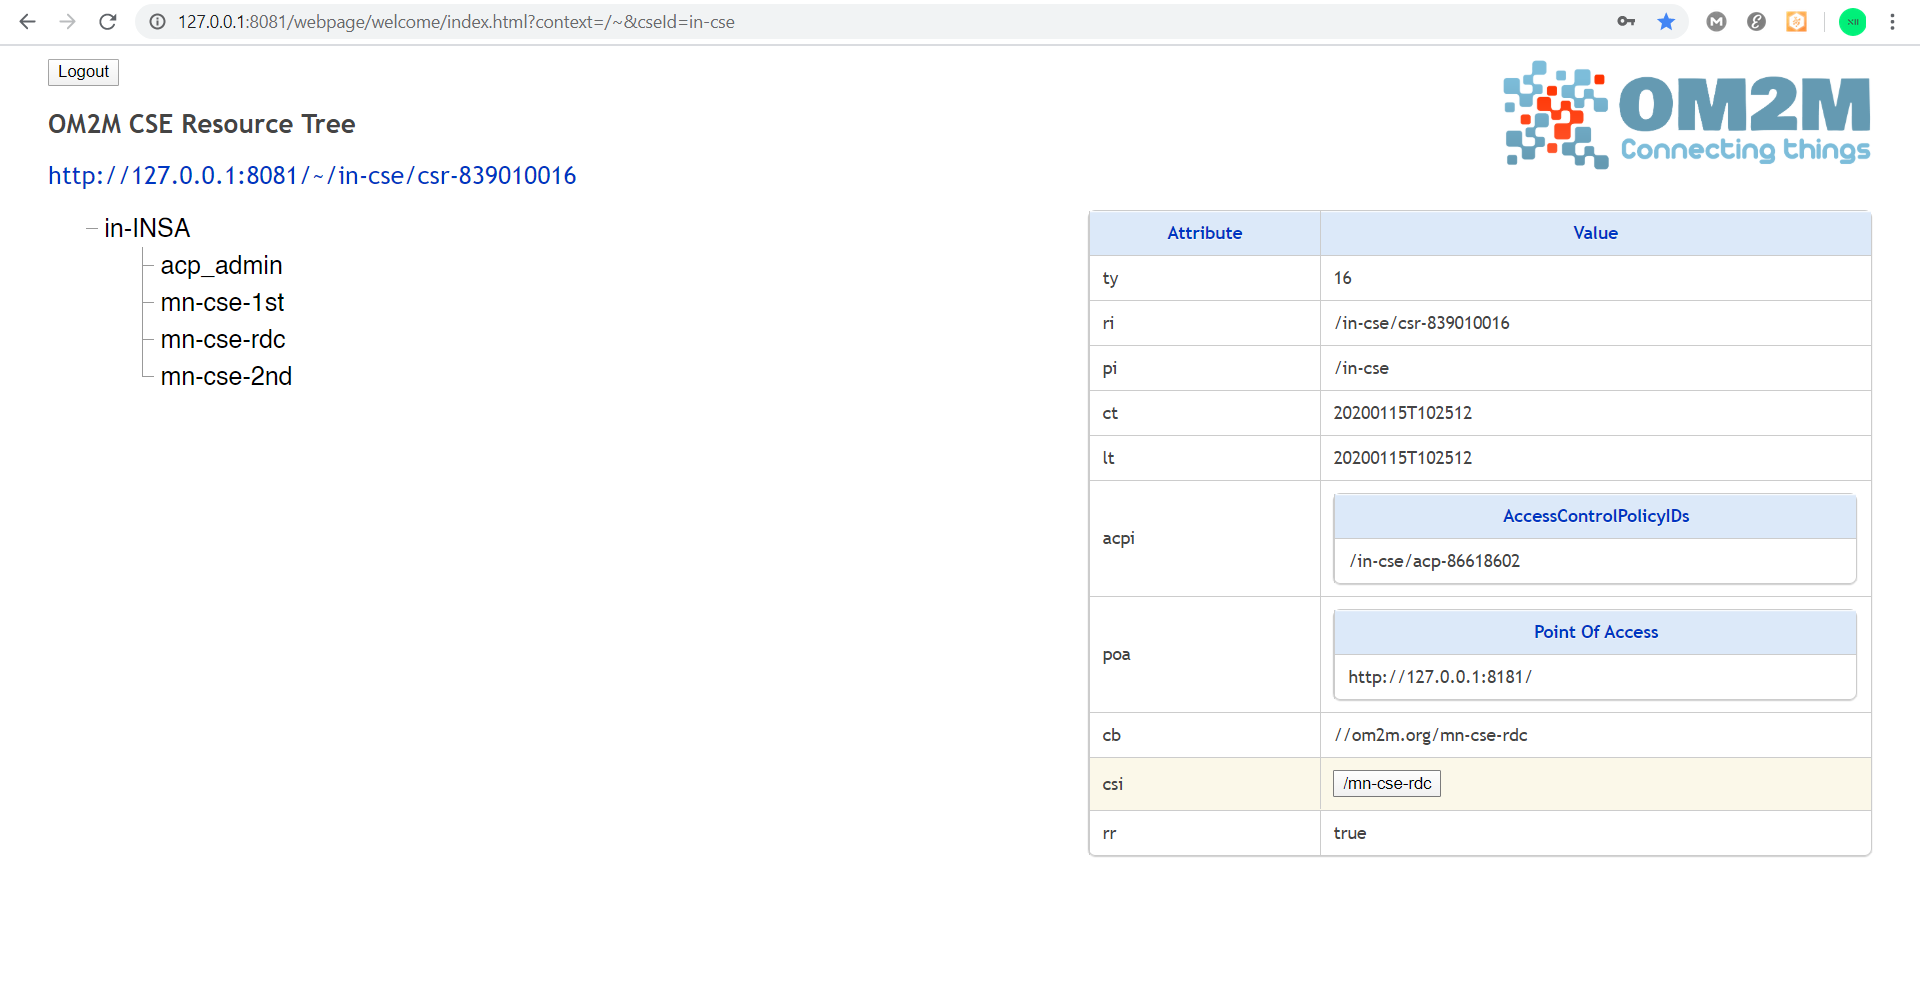 127.0.0.1:8081/webpage/welcome/index.html?context=/~&cseId=in-cse
Logout
OM2M
Connecting things
OM2M CSE Resource Tree
http://127.0.0.1:8081/~/in-cse/csr-839010016
in-INSA
acp_admin
mn-cse-1st
mn-cse-rdc
mn-cse-2nd
Attribute Value
ty 16
ri /in-cse/csr-839010016
pi /in-cse
ct 20200115T102512
lt 20200115T102512
acpi
AccessControlPolicyIDs
/in-cse/acp-86618602
poa
Point Of Access
http://127.0.0.1:8181/
cb //om2m.org/mn-cse-rdc
csi /mn-cse-rdc
rr true